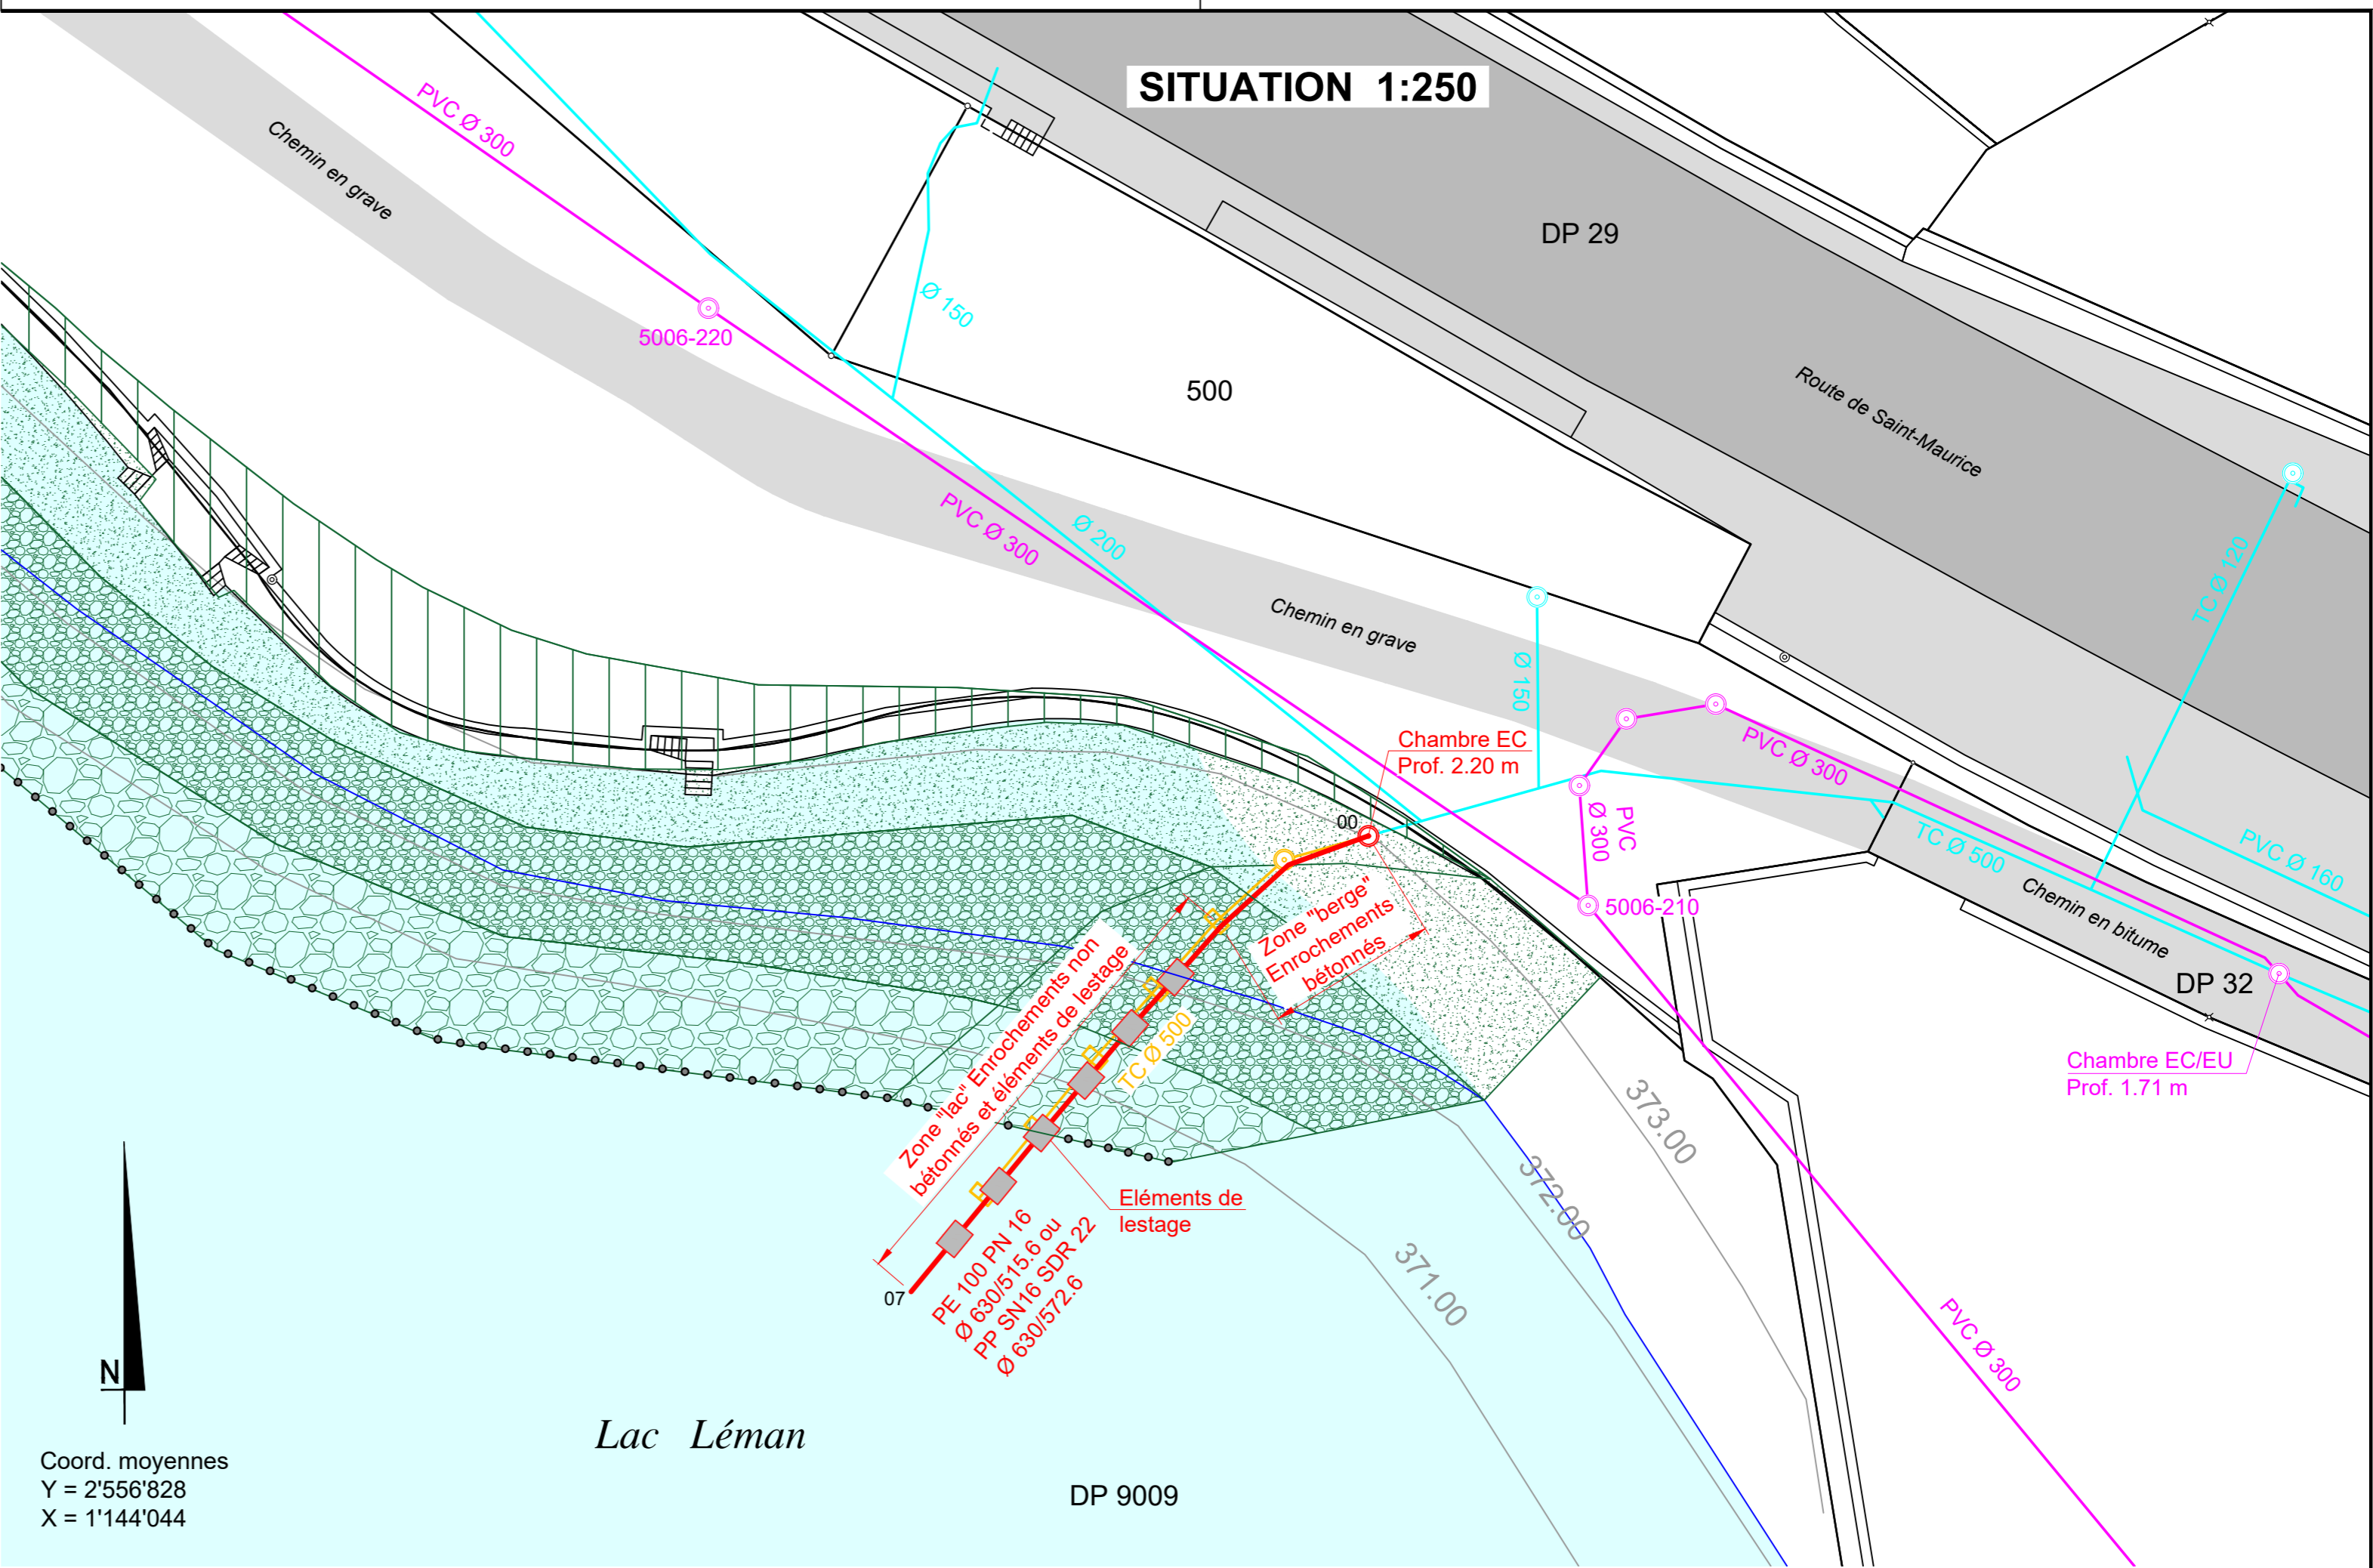 SITUATION 1:250
PVC Ø 300
Chemin en grave
DP 29
5006-220
Ø 150
500
Route de Saint-Maurice
PVC Ø 300
Ø 200
Chemin en grave
TC Ø 120
Ø 150
Chambre EC
Prof. 2.20 m
PVC Ø 300
00
PVC
Ø 300
TC Ø 500
PVC Ø 160
Chemin en bitume
5006-210
DP 32
Zone "berge"
Enrochements
bétonnés
Zone "lac" Enrochements non
bétonnés et éléments de lestage
TC Ø 500
Chambre EC/EU
Prof. 1.71 m
373.00
372.00
371.00
Eléments de
lestage
07
PE 100 PN 16
Ø 630/515.6 ou
PP SN16 SDR 22
Ø 630/572.6
PVC Ø 300
N
Lac Léman
Coord. moyennes
Y = 2'556'828
X = 1'144'044
DP 9009